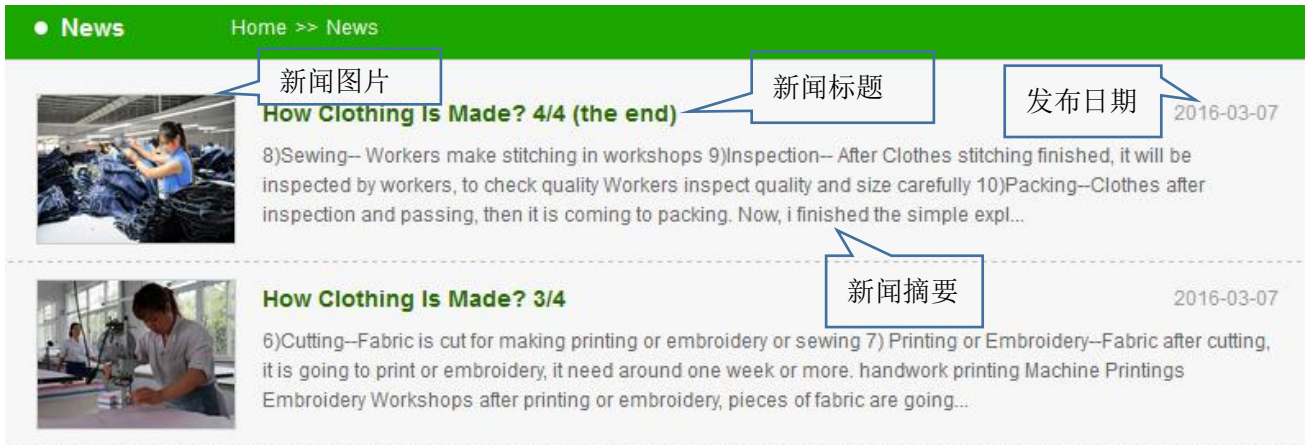 ● News Home >> News
新闻图片
新闻标题
发布日期
How Clothing Is Made? 4/4 (the end) 2016-03-07
8)Sewing-- Workers make stitching in workshops 9)Inspection-- After Clothes stitching finished, it will be
inspected by workers, to check quality Workers inspect quality and size carefully 10)Packing--Clothes after
inspection and passing, then it is coming to packing. Now, i finished the simple expl...
新闻摘要
How Clothing Is Made? 3/4 2016-03-07
6)Cutting--Fabric is cut for making printing or embroidery or sewing 7) Printing or Embroidery--Fabric after cutting,
it is going to print or embroidery, it need around one week or more. handwork printing Machine Printings
Embroidery Workshops after printing or embroidery, pieces of fabric are going...